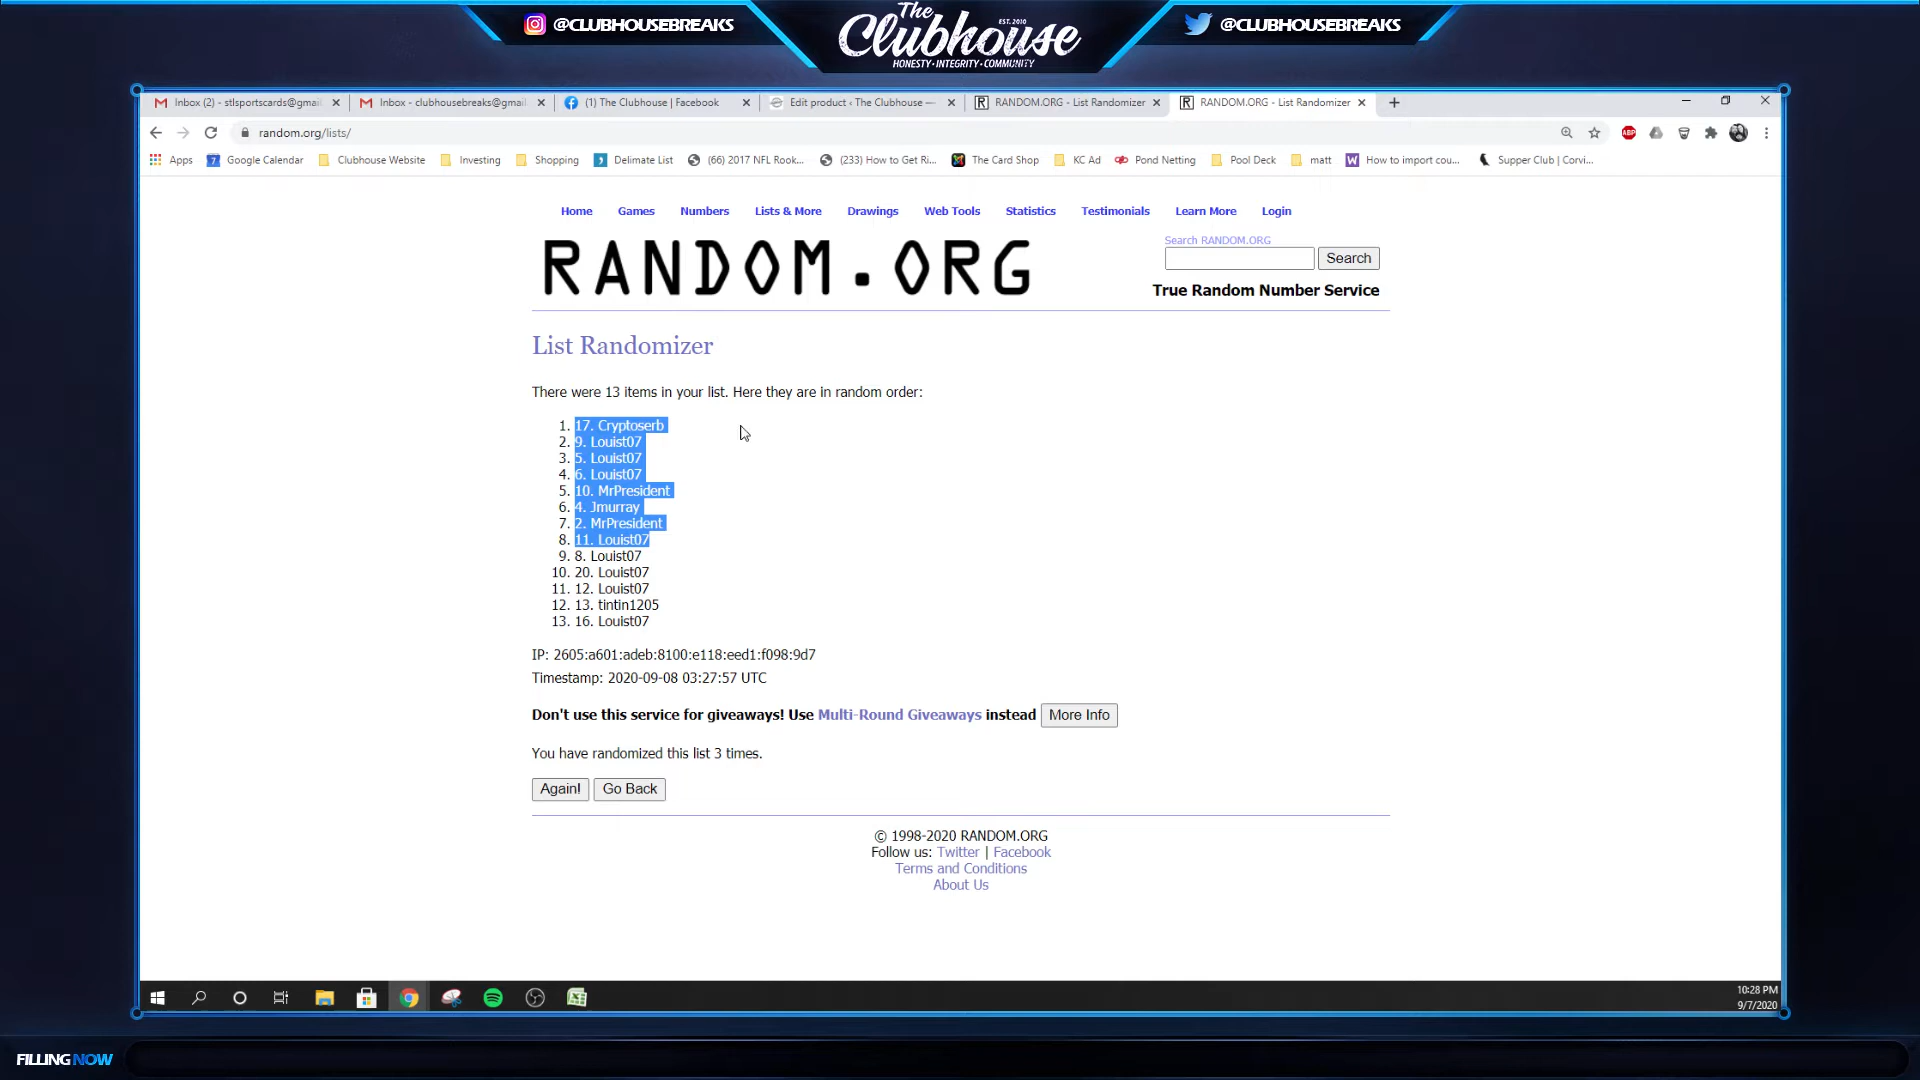 @CLUBHOUSEBREAKS
The
Clubhouse
EST. 2010
HONESTY • INTEGRITY • COMMUNITY
@CLUBHOUSEBREAKS
Inbox (2) - stlsportscards@gmai
Inbox - clubhousebreaks@gmail.
(1) The Clubhouse | Facebook
Edit product ‹ The Clubhouse —
RANDOM.ORG - List Randomizer
RANDOM.ORG - List Randomizer
random.org/lists/
ABP
Apps
Google Calendar
Clubhouse Website
Investing
Shopping
Delimate List
(66) 2017 NFL Rook...
(233) How to Get Ri...
The Card Shop
KC Ad
Pond Netting
Pool Deck
matt
How to import cou...
Supper Club | Corvi...
Home Games Numbers Lists & More Drawings Web Tools Statistics Testimonials Learn More Login
RANDOM.ORG
Search RANDOM.ORG
Search
True Random Number Service
List Randomizer
There were 13 items in your list. Here they are in random order:
1. 17. Cryptoserb
2. 9. Louist07
3. 5. Louist07
4. 6. Louist07
5. 10. MrPresident
6. 4. Jmurray
7. 2. MrPresident
8. 11. Louist07
9. 8. Louist07
10. 20. Louist07
11. 12. Louist07
12. 13. tintin1205
13. 16. Louist07
IP: 2605:a601:adeb:8100:e118:eed1:f098:9d7
Timestamp: 2020-09-08 03:27:57 UTC
Don't use this service for giveaways! Use Multi-Round Giveaways instead More Info
You have randomized this list 3 times.
Again! Go Back
© 1998-2020 RANDOM.ORG
Follow us: Twitter | Facebook
Terms and Conditions
About Us
10:28 PM
9/7/2020
FILLING NOW